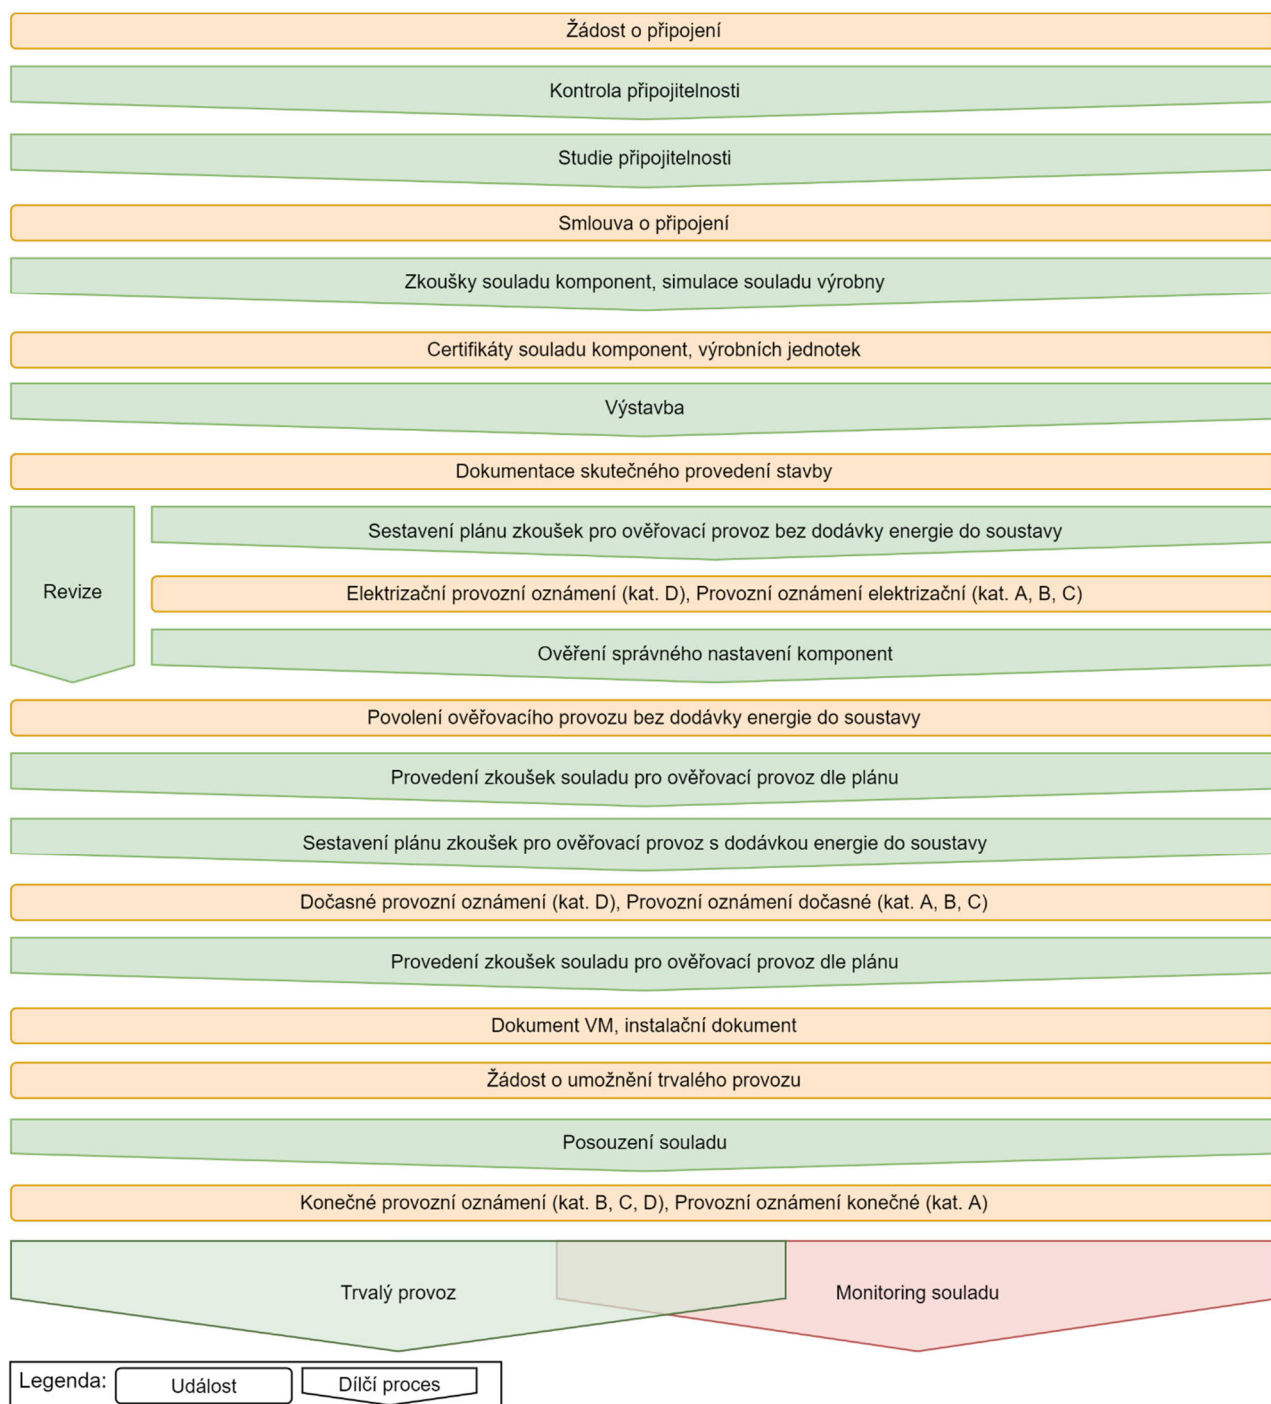 Žádost o připojení
Kontrola připojitelnosti
Studie připojitelnosti
Smlouva o připojení
Zkoušky souladu komponent, simulace souladu výrobny
Certifikáty souladu komponent, výrobních jednotek
Výstavba
Dokumentace skutečného provedení stavby
Sestavení plánu zkoušek pro ověřovací provoz bez dodávky energie do soustavy
Revize
Elektrizační provozní oznámení (kat. D), Provozní oznámení elektrizační (kat. A, B, C)
Ověření správného nastavení komponent
Povolení ověřovacího provozu bez dodávky energie do soustavy
Provedení zkoušek souladu pro ověřovací provoz dle plánu
Sestavení plánu zkoušek pro ověřovací provoz s dodávkou energie do soustavy
Dočasné provozní oznámení (kat. D), Provozní oznámení dočasné (kat. A, B, C)
Provedení zkoušek souladu pro ověřovací provoz dle plánu
Dokument VM, instalační dokument
Žádost o umožnění trvalého provozu
Posouzení souladu
Konečné provozní oznámení (kat. B, C, D), Provozní oznámení konečné (kat. A)
Trvalý provoz
Monitoring souladu
Legenda:
Událost
Dílčí proces